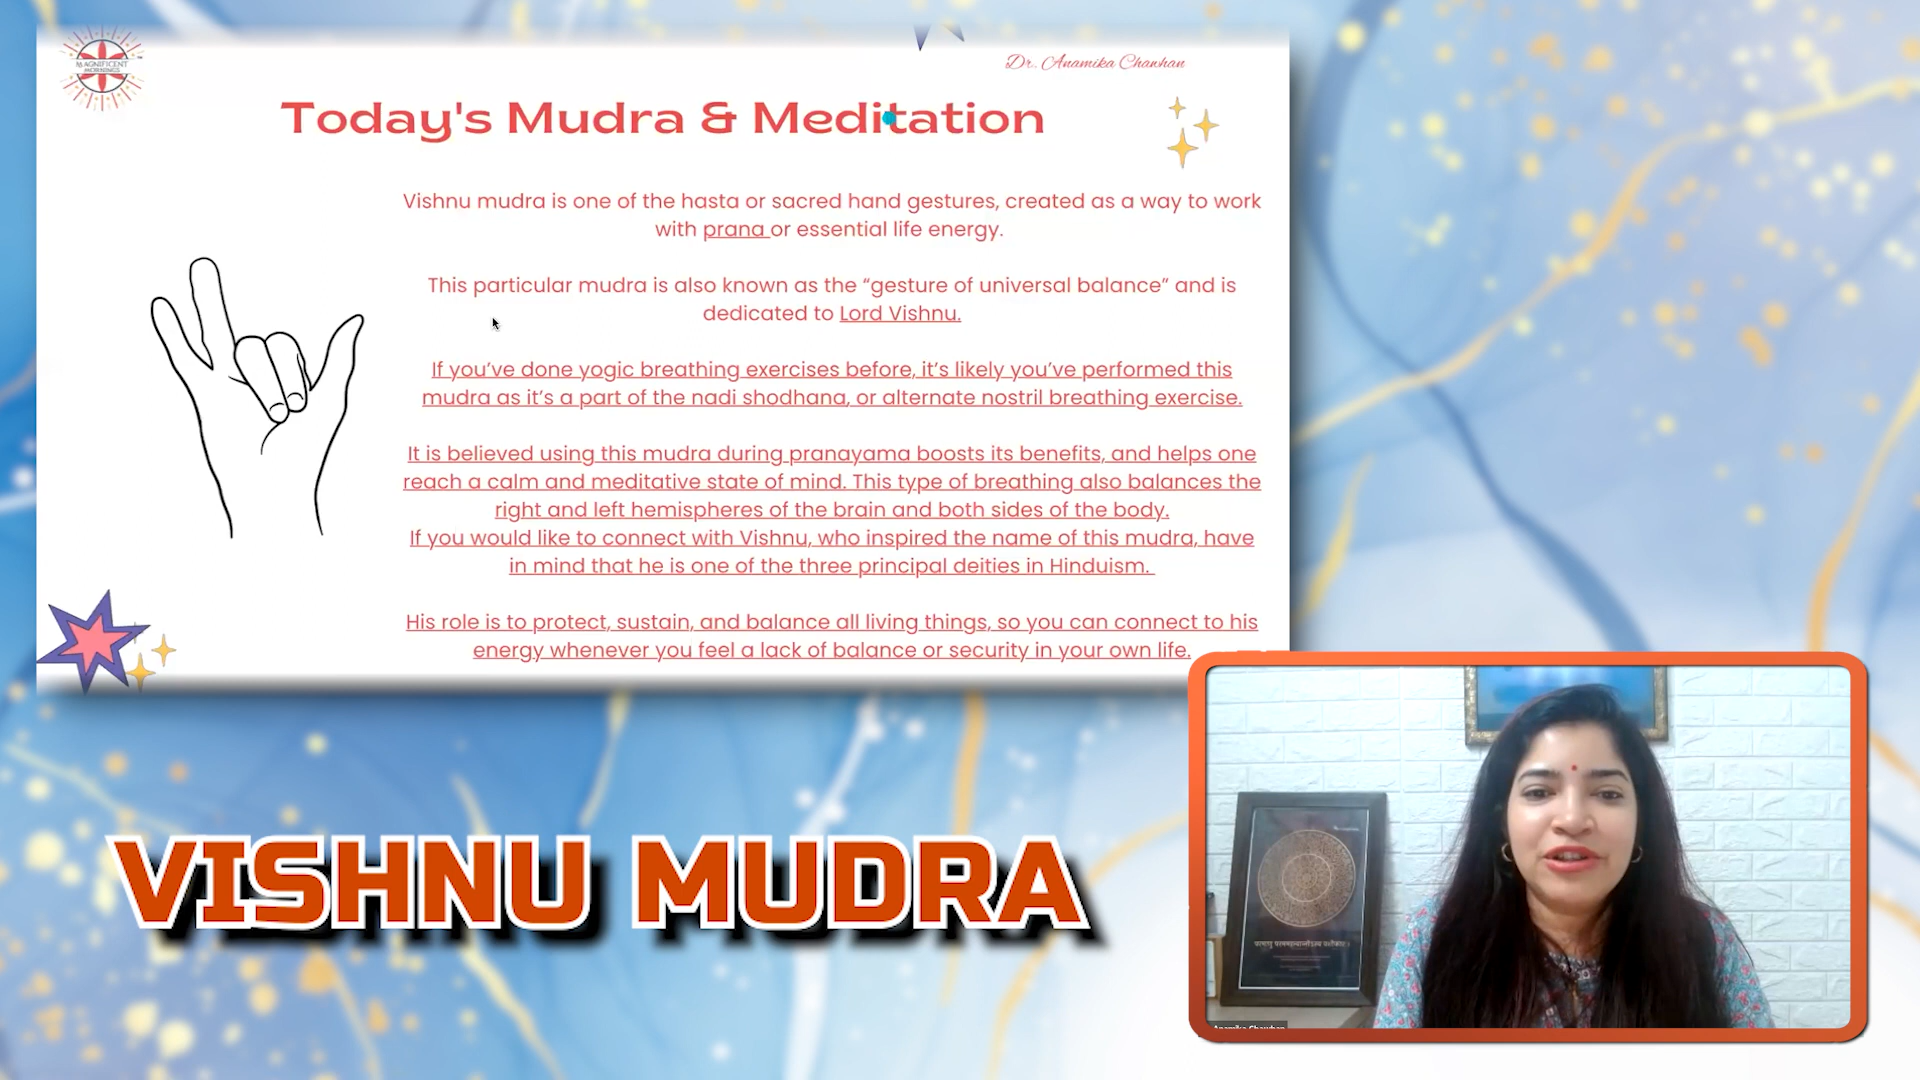 MAGNIFICENT
MORNINGS
Dr. Anamika Chawhan
Today's Mudra & Meditation
Vishnu mudra is one of the hasta or sacred hand gestures, created as a way to work
with prana or essential life energy.
This particular mudra is also known as the “gesture of universal balance” and is
dedicated to Lord Vishnu.
If you’ve done yogic breathing exercises before, it’s likely you’ve performed this
mudra as it’s a part of the nadi shodhana, or alternate nostril breathing exercise.
It is believed using this mudra during pranayama boosts its benefits, and helps one
reach a calm and meditative state of mind. This type of breathing also balances the
right and left hemispheres of the brain and both sides of the body.
If you would like to connect with Vishnu, who inspired the name of this mudra, have
in mind that he is one of the three principal deities in Hinduism.
His role is to protect, sustain, and balance all living things, so you can connect to his
energy whenever you feel a lack of balance or security in your own life.
VISHNU MUDRA
Anamika Chawhan